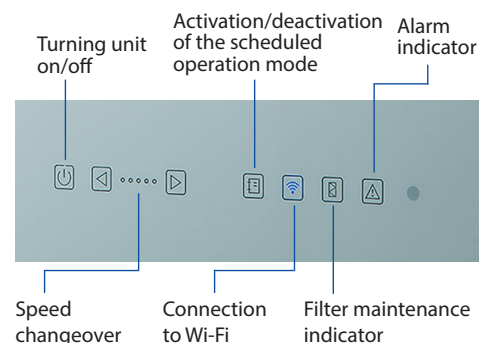 Turning unit
on/off
Activation/deactivation
of the scheduled
operation mode
Alarm
indicator
Speed
changeover
Connection
to Wi-Fi
Filter maintenance
indicator